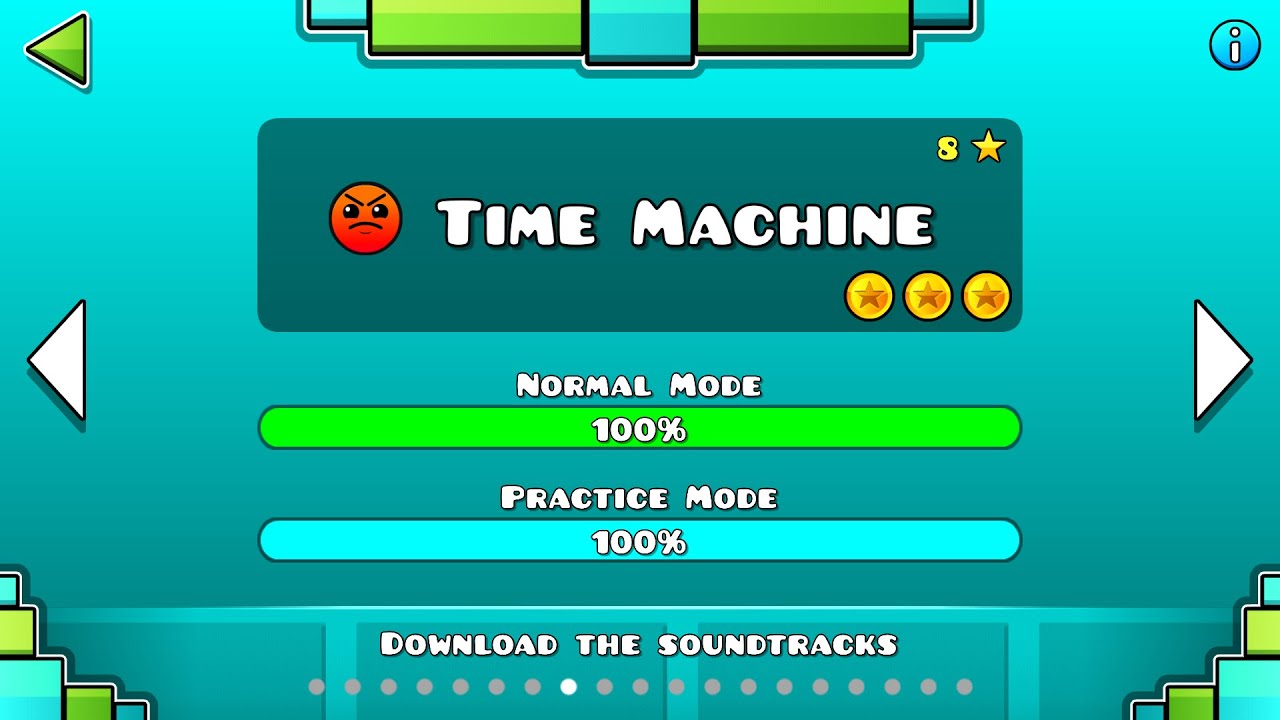 8
Time Machine
Normal Mode
100%
Practice Mode
100%
Download the soundtracks